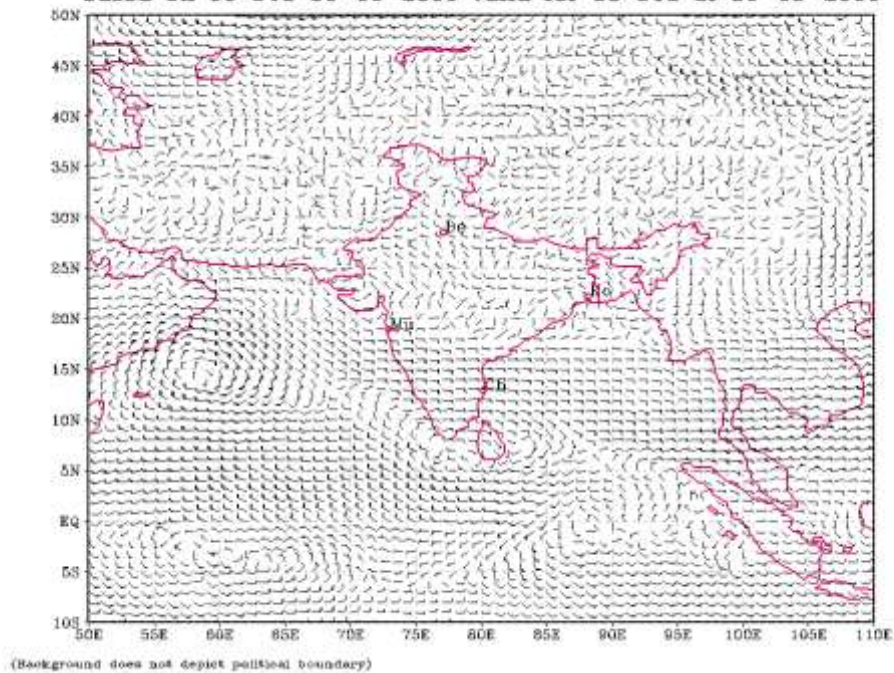 50N
45N
40N
35N
30N
25N
20N
15N
10N
5N
EQ
5S
10S
De
Mu
Ko
50E 55E 60E 65E 70E 75E 80E 85E 90E 95E 100E 105E 110E
(Background does not depict political boundary)